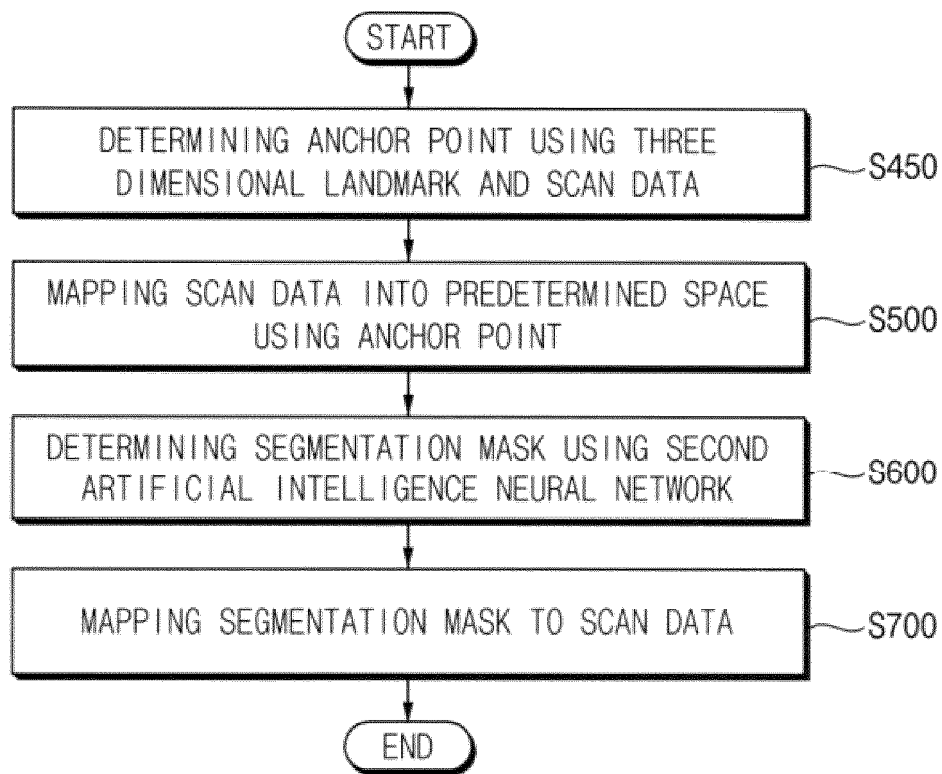 START
DETERMINING ANCHOR POINT USING THREE
DIMENSIONAL LANDMARK AND SCAN DATA
S450
MAPPING SCAN DATA INTO PREDETERMINED SPACE
USING ANCHOR POINT
S500
DETERMINING SEGMENTATION MASK USING SECOND
ARTIFICIAL INTELLIGENCE NEURAL NETWORK
S600
MAPPING SEGMENTATION MASK TO SCAN DATA
S700
END